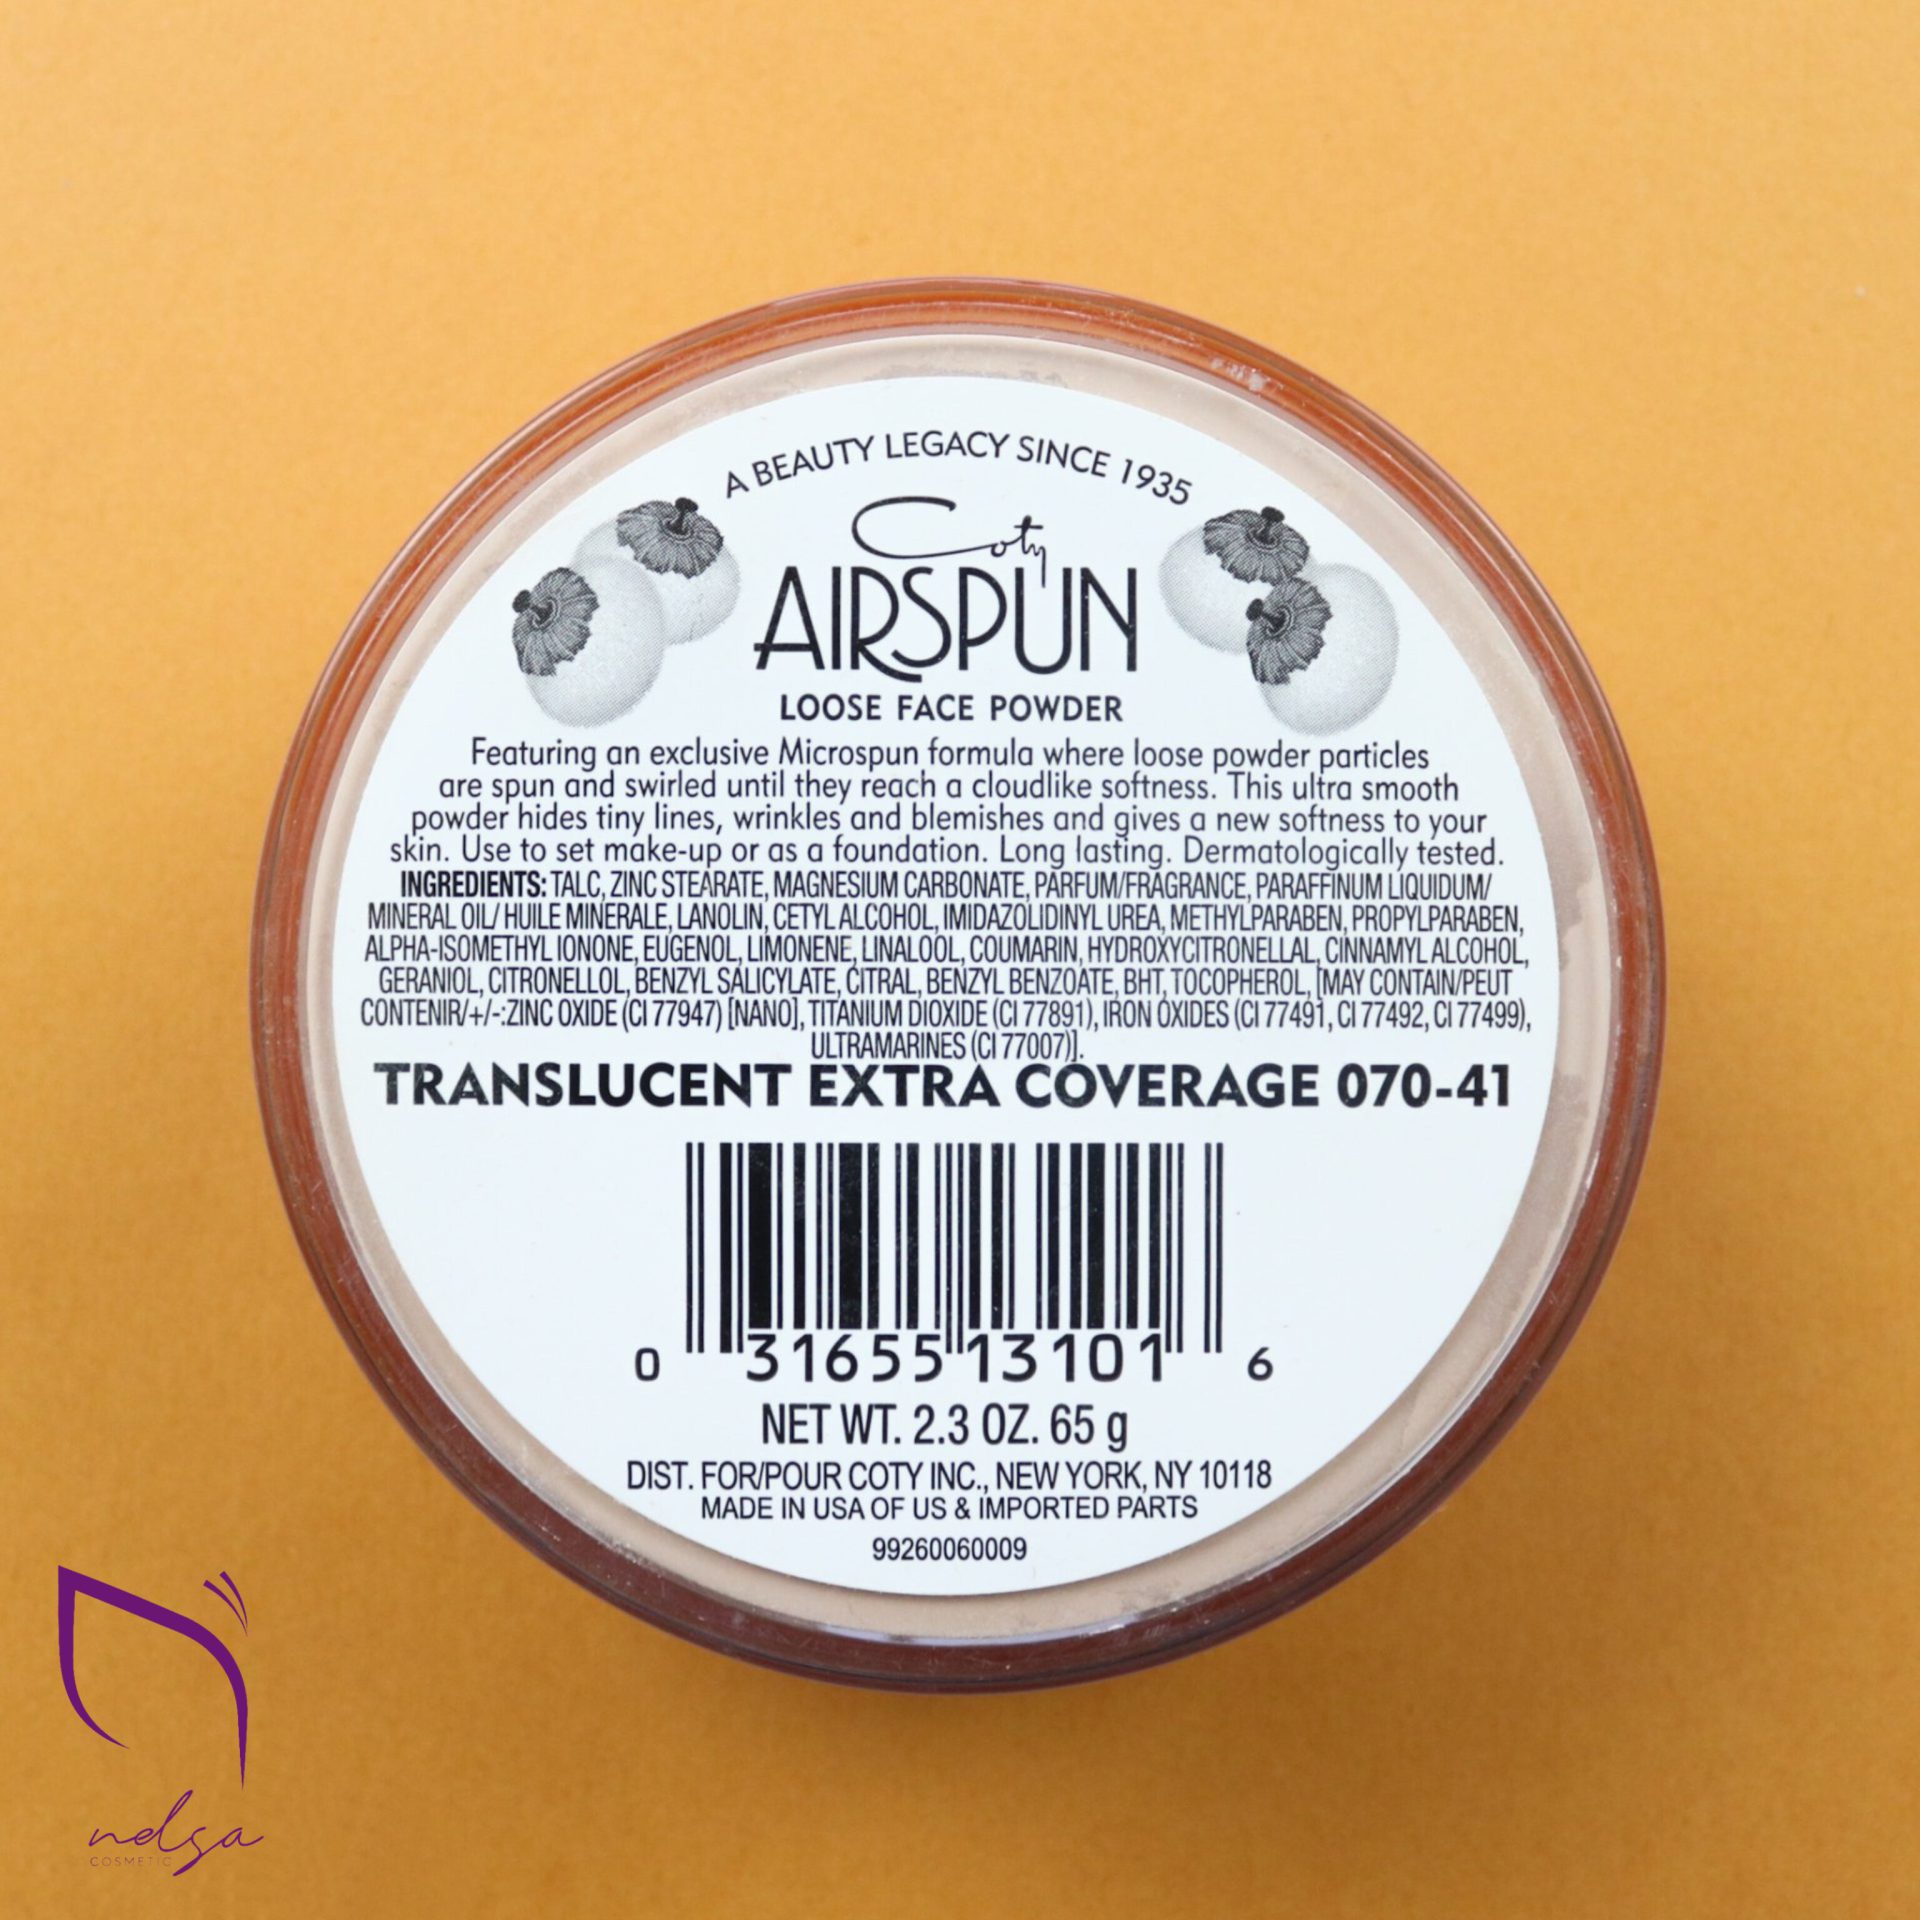 A BEAUTY LEGACY SINCE 1935
Coty
AIRSPUN
LOOSE FACE POWDER
Featuring an exclusive Microspun formula where loose powder particles
are spun and swirled until they reach a cloudlike softness. This ultra smooth
powder hides tiny lines, wrinkles and blemishes and gives a new softness to your
skin. Use to set make-up or as a foundation. Long lasting. Dermatologically tested.
INGREDIENTS: TALC, ZINC STEARATE, MAGNESIUM CARBONATE, PARFUM/FRAGRANCE, PARAFFINUM LIQUIDUM/
MINERAL OIL/ HUILE MINERALE, LANOLIN, CETYL ALCOHOL, IMIDAZOLIDINYL UREA, METHYLPARABEN, PROPYLPARABEN,
ALPHA-ISOMETHYL IONONE, EUGENOL, LIMONENE, LINALOOL, COUMARIN, HYDROXYCITRONELLAL, CINNAMYL ALCOHOL,
GERANIOL, CITRONELLOL, BENZYL SALICYLATE, CITRAL, BENZYL BENZOATE, BHT, TOCOPHEROL, [MAY CONTAIN/PEUT
CONTENIR/+/-:ZINC OXIDE (CI 77947) [NANO], TITANIUM DIOXIDE (CI 77891), IRON OXIDES (CI 77491, CI 77492, CI 77499),
ULTRAMARINES (CI 77007)].
TRANSLUCENT EXTRA COVERAGE 070-41
0 31655 13101 6
NET WT. 2.3 OZ. 65 g
DIST. FOR/POUR COTY INC., NEW YORK, NY 10118
MADE IN USA OF US & IMPORTED PARTS
99260060009
nelsa
COSMETIC